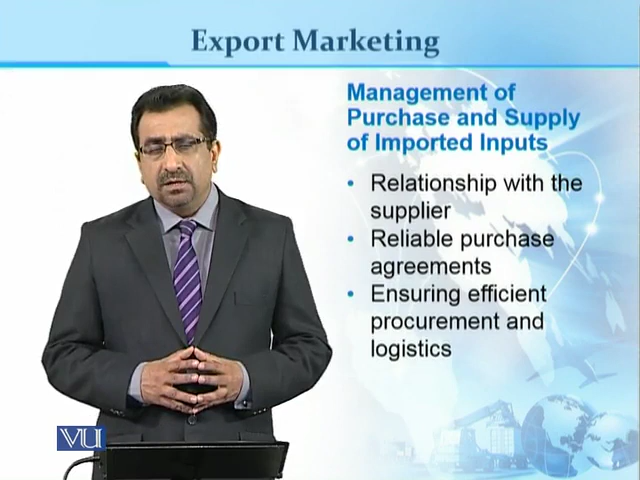 Export Marketing
Management of
Purchase and Supply
of Imported Inputs
• Relationship with the
supplier
• Reliable purchase
agreements
• Ensuring efficient
procurement and
logistics
VU